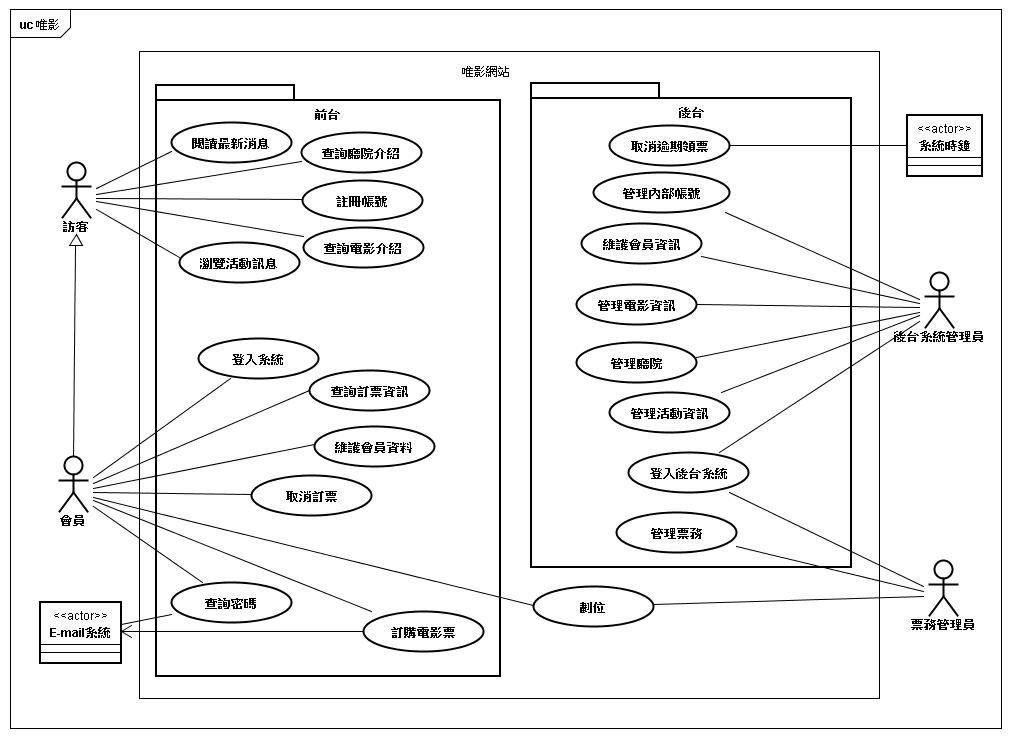 uc 唯影
唯影網站
前台
閱讀最新消息
查詢廳院介紹
註冊帳號
查詢電影介紹
瀏覽活動訊息
登入系統
查詢訂票資訊
維護會員資料
取消訂票
查詢密碼
訂購電影票
後台
取消逾期領票
管理內部帳號
維護會員資訊
管理電影資訊
管理廳院
管理活動資訊
登入後台系統
管理票務
劃位
訪客
會員
<<actor>>
E-mail系統
<<actor>>
系統時鐘
後台系統管理員
票務管理員